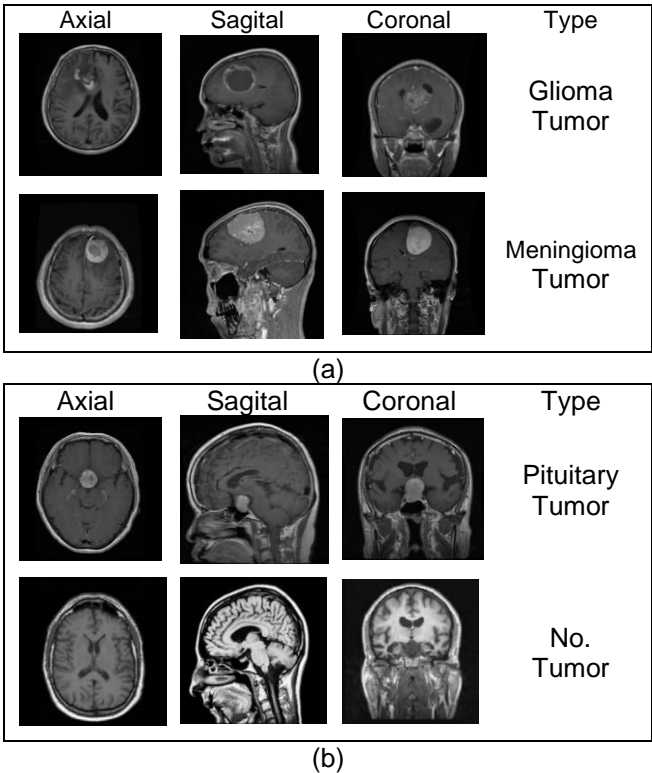 Axial Sagital Coronal Type
Glioma
Tumor
Meningioma
Tumor
(a)
Axial Sagital Coronal Type
Pituitary
Tumor
No.
Tumor
(b)